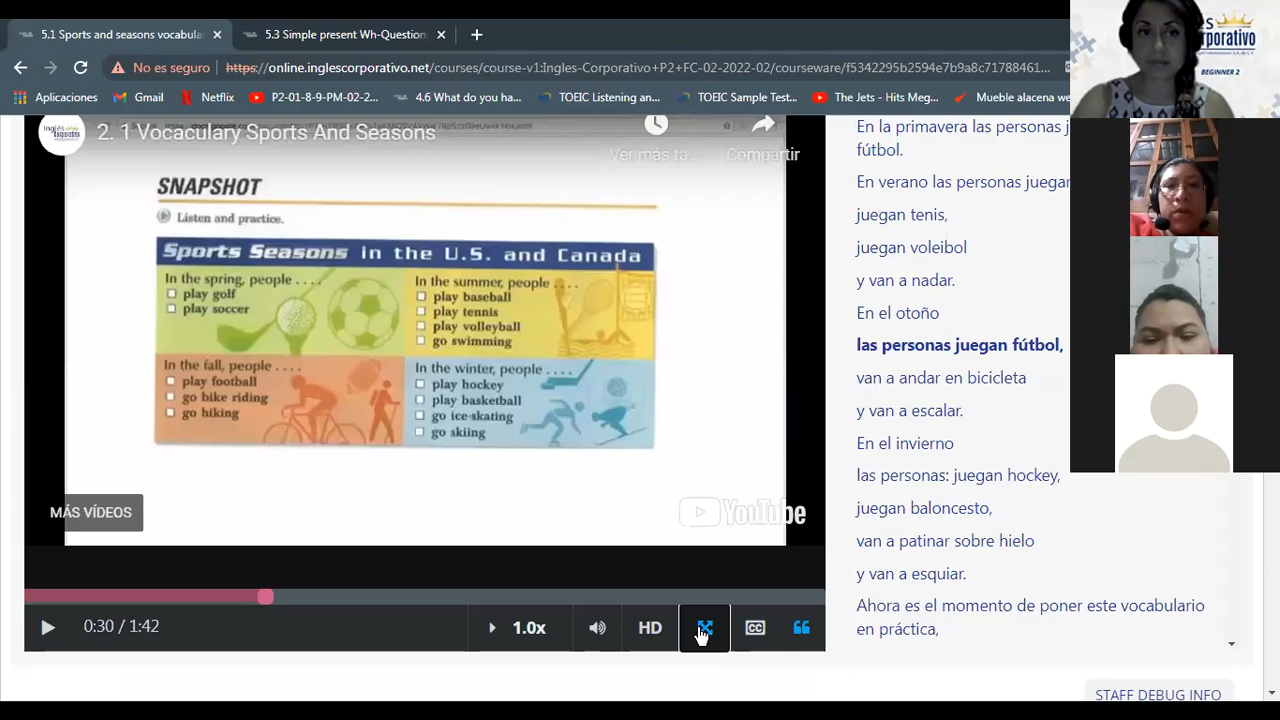 5.1 Sports and seasons vocabula
5.3 Simple present Wh-Question
No es seguro
https://online.inglescorporativo.net/courses/course-v1:Ingles-Corporativo+P2+FC-02-2022-02
eware/f5342295b2594e7b9a8c71788461...
Aplicaciones
Gmail
Netflix
P2-01-8-9-PM-02-2...
4.6 What do you ha...
TOEIC Listening an...
TOEIC Sample Test...
The Jets - Hits Meg...
Mueble alacena we
BEGINNER 2
2. 1 Vocaculary Sports And Seasons
Ver más ta...
Compartir
SNAPSHOT
Listen and practice.
Sports Seasons in the U.S. and Canada
In the spring, people . . . .
play golf
play soccer
In the summer, people . . . .
play baseball
play tennis
play volleyball
go swimming
In the fall, people . . . .
play football
go bike riding
go hiking
In the winter, people . . . .
play hockey
play basketball
go ice-skating
go skiing
MÁS VÍDEOS
YouTube
0:30 / 1:42
1.0x
HD
CC
En la primavera las personas j
fútbol.
En verano las personas juegan
juegan tenis,
juegan voleibol
y van a nadar.
En el otoño
las personas juegan fútbol,
van a andar en bicicleta
y van a escalar.
En el invierno
las personas: juegan hockey,
juegan baloncesto,
van a patinar sobre hielo
y van a esquiar.
Ahora es el momento de poner este vocabulario
en práctica,
STAFF DEBUG INFO